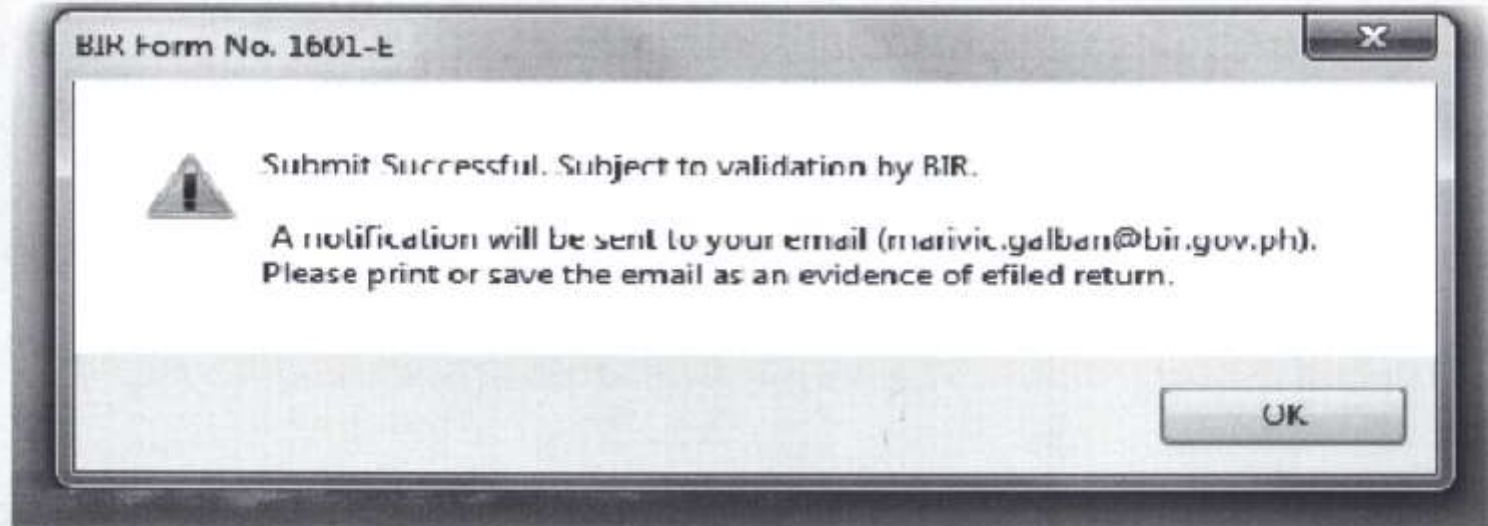 BIR Form No. 1601-E
X
Submit Successful. Subject to validation by BIR.
A notification will be sent to your email (marivic.galban@bir.gov.ph).
Please print or save the email as an evidence of efiled return.
OK